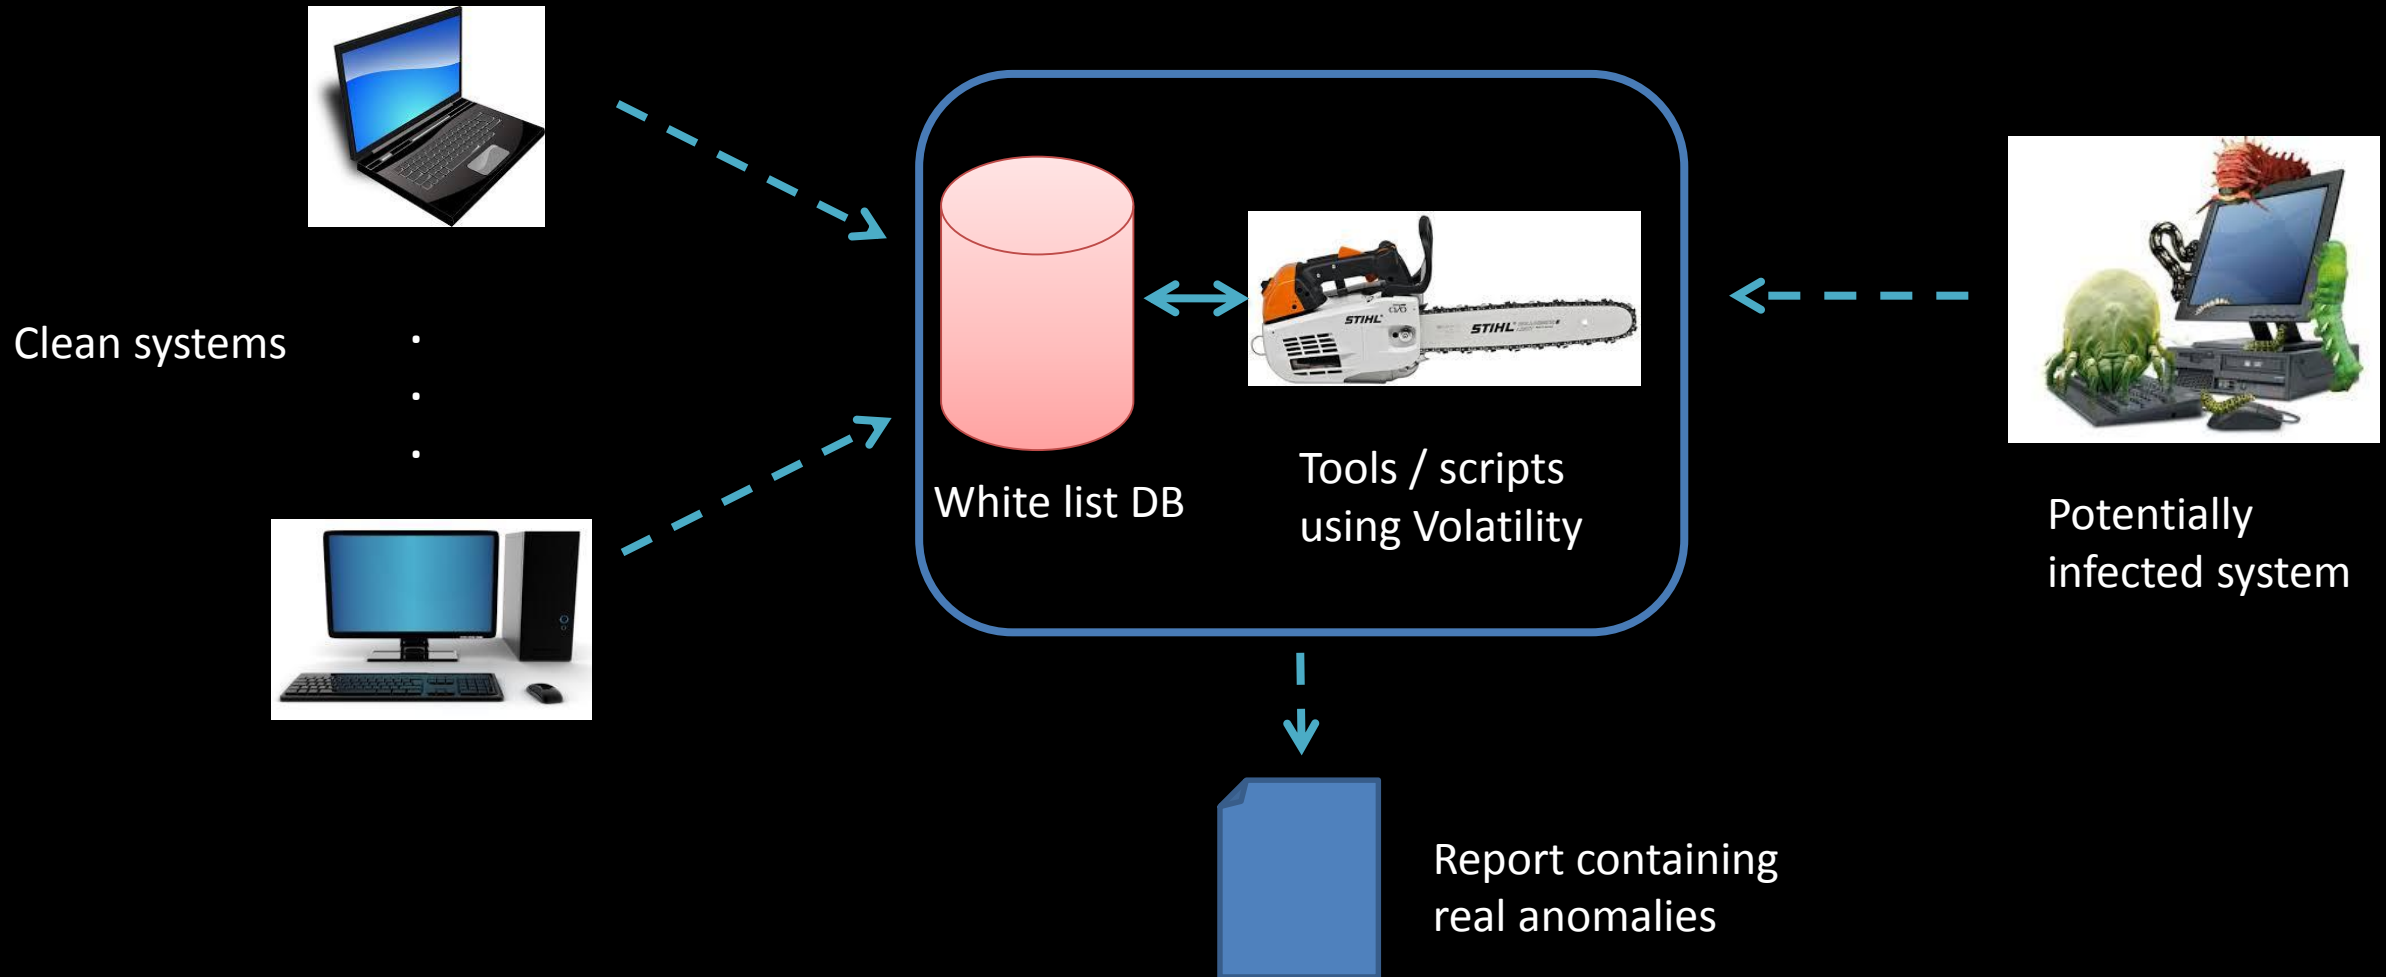 Clean systems
.
.
.
STIHL
STIHL
White list DB
Tools / scripts
using Volatility
Potentially
infected system
Report containing
real anomalies